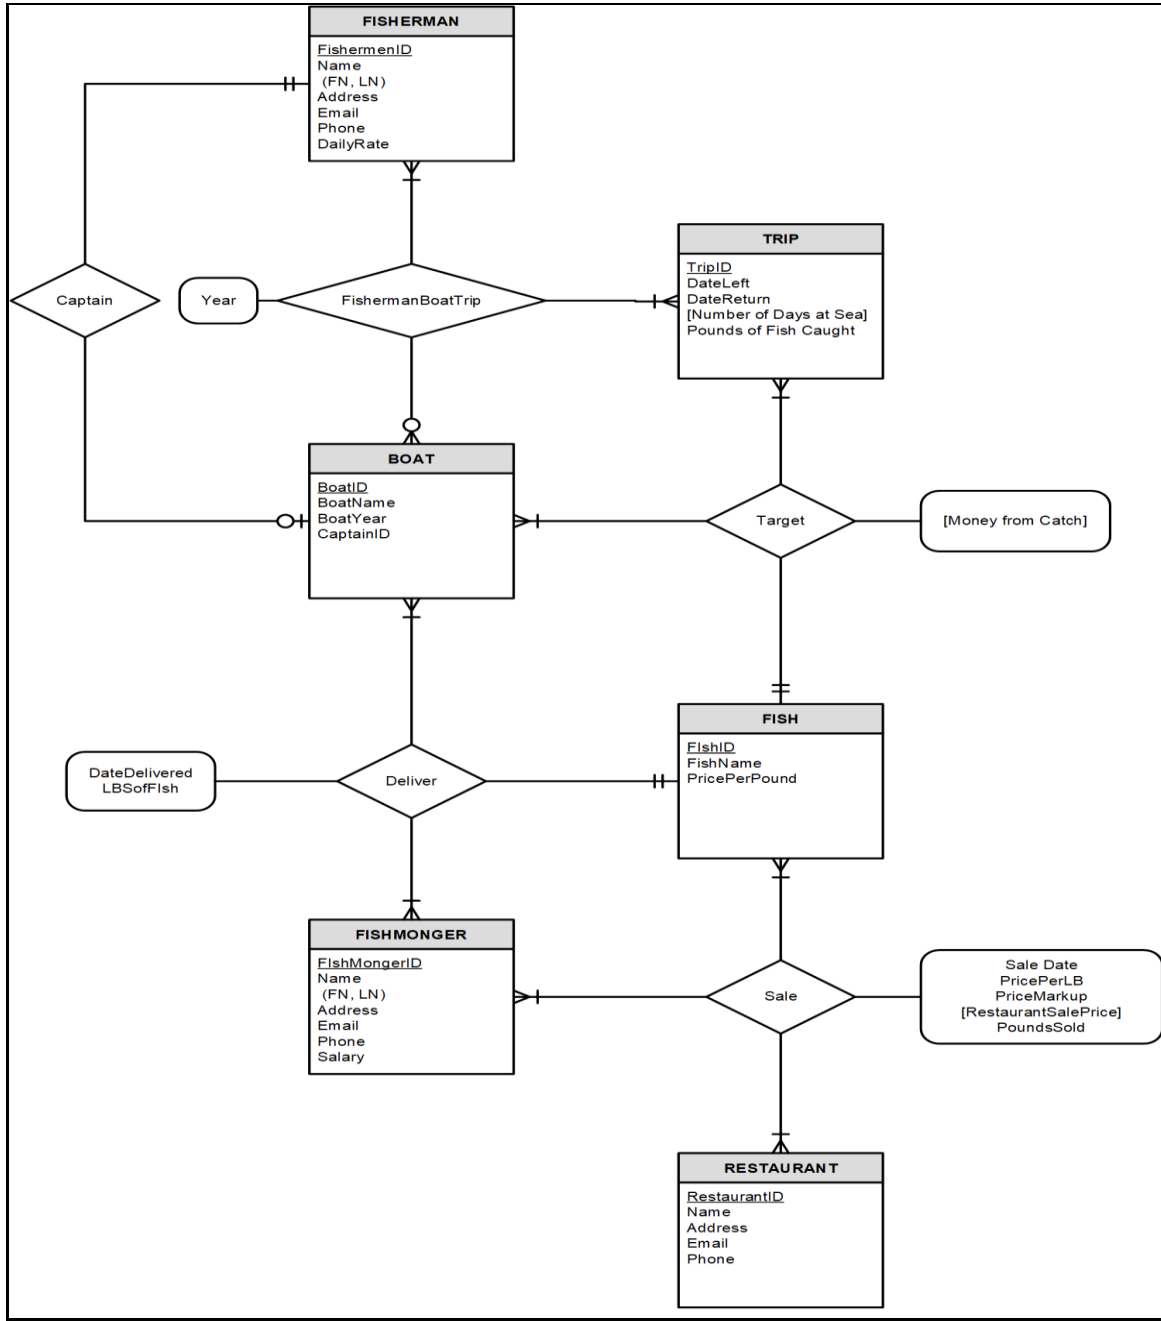 FISHERMAN
FishermenID
Name
(FN, LN)
Address
Email
Phone
DailyRate
TRIP
TripID
DateLeft
DateReturn
[Number of Days at Sea]
Pounds of Fish Caught
Captain
Year
FishermanBoatTrip
BOAT
BoatID
BoatName
BoatYear
CaptainID
Target
[Money from Catch]
FISH
FIshID
FishName
PricePerPound
DateDelivered
LBSofFIsh
Deliver
FISHMONGER
FIshMongerID
Name
(FN, LN)
Address
Email
Phone
Salary
Sale
Sale Date
PricePerLB
PriceMarkup
[RestaurantSalePrice]
PoundsSold
RESTAURANT
RestaurantID
Name
Address
Email
Phone